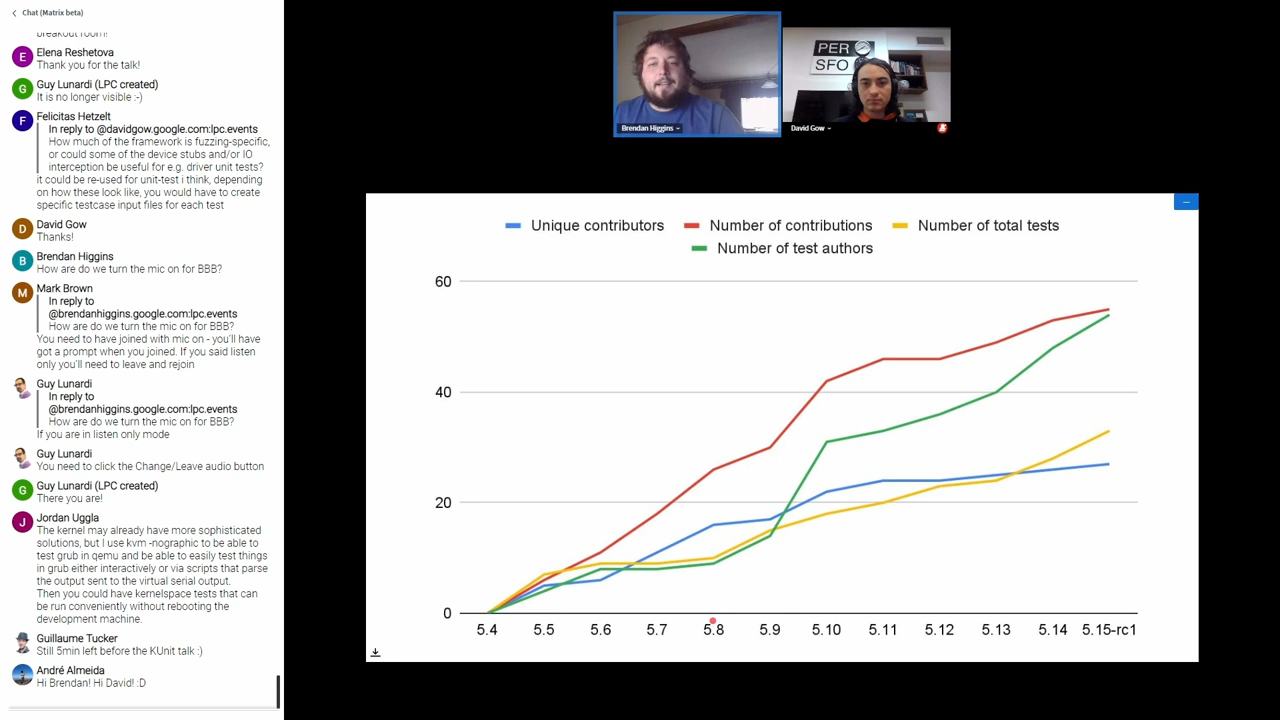 Chat (Matrix beta)
breakout room!
E
Elena Reshetova
Thank you for the talk!
G
Guy Lunardi (LPC created)
It is no longer visible :-)
F
Felicitas Hetzelt
In reply to @davidgow.google.com:lpc.events
How much of the framework is fuzzing-specific,
or could some of the device stubs and/or IO
interception be useful for e.g. driver unit tests?
it could be re-used for unit-test i think, depending
on how these look like, you would have to create
specific testcase input files for each test
D
David Gow
Thanks!
B
Brendan Higgins
How are do we turn the mic on for BBB?
M
Mark Brown
In reply to
@brendanhiggins.google.com:lpc.events
How are do we turn the mic on for BBB?
You need to have joined with mic on - you'll have
got a prompt when you joined. If you said listen
only you'll need to leave and rejoin
Guy Lunardi
In reply to
@brendanhiggins.google.com:lpc.events
How are do we turn the mic on for BBB?
If you are in listen only mode
Guy Lunardi
You need to click the Change/Leave audio button
G
Guy Lunardi (LPC created)
There you are!
J
Jordan Uggla
The kernel may already have more sophisticated
solutions, but I use kvm -nographic to be able to
test grub in qemu and be able to easily test things
in grub either interactively or via scripts that parse
the output sent to the virtual serial output.
Then you could have kernelspace tests that can
be run conveniently without rebooting the
development machine.
Guillaume Tucker
Still 5min left before the KUnit talk :)
André Almeida
Hi Brendan! Hi David! :D
Brendan Higgins
PER
SFO
David Gow
Unique contributors Number of contributions Number of total tests
Number of test authors
60
40
20
0
5.4 5.5 5.6 5.7 5.8 5.9 5.10 5.11 5.12 5.13 5.14 5.15-rc1